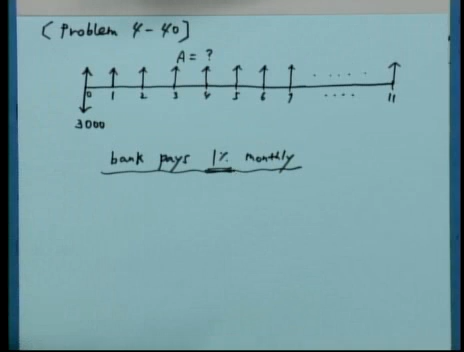 [Problem 4-40]
A = ?
0 1 2 3 4 5 6 7 ...... 11
3000
bank pays 1% monthly